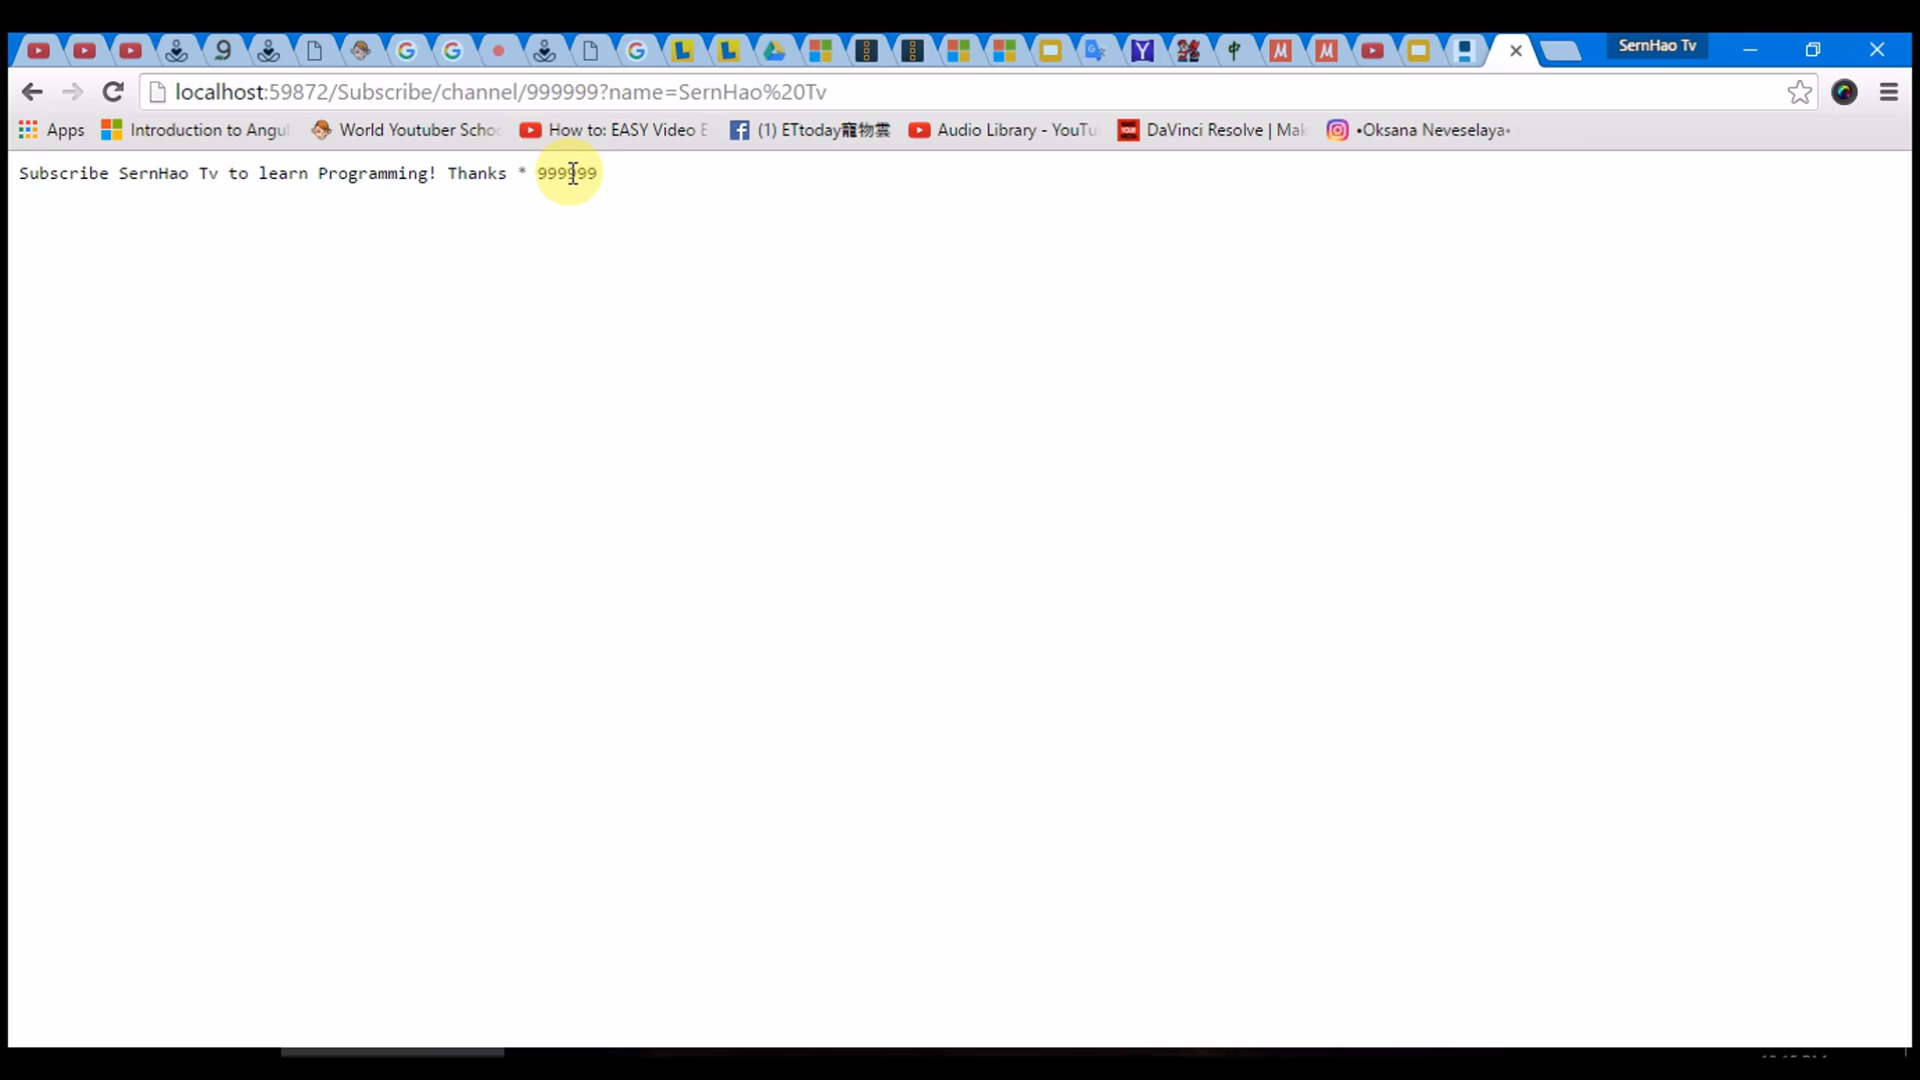 SernHao Tv
localhost:59872/Subscribe/channel/999999?name=SernHao%20Tv
Apps Introduction to Angul World Youtuber Schoo How to: EASY Video E (1) ETtoday寵物雲 Audio Library - YouTu DaVinci Resolve | Mak •Oksana Neveselaya•
Subscribe SernHao Tv to learn Programming! Thanks * 999999